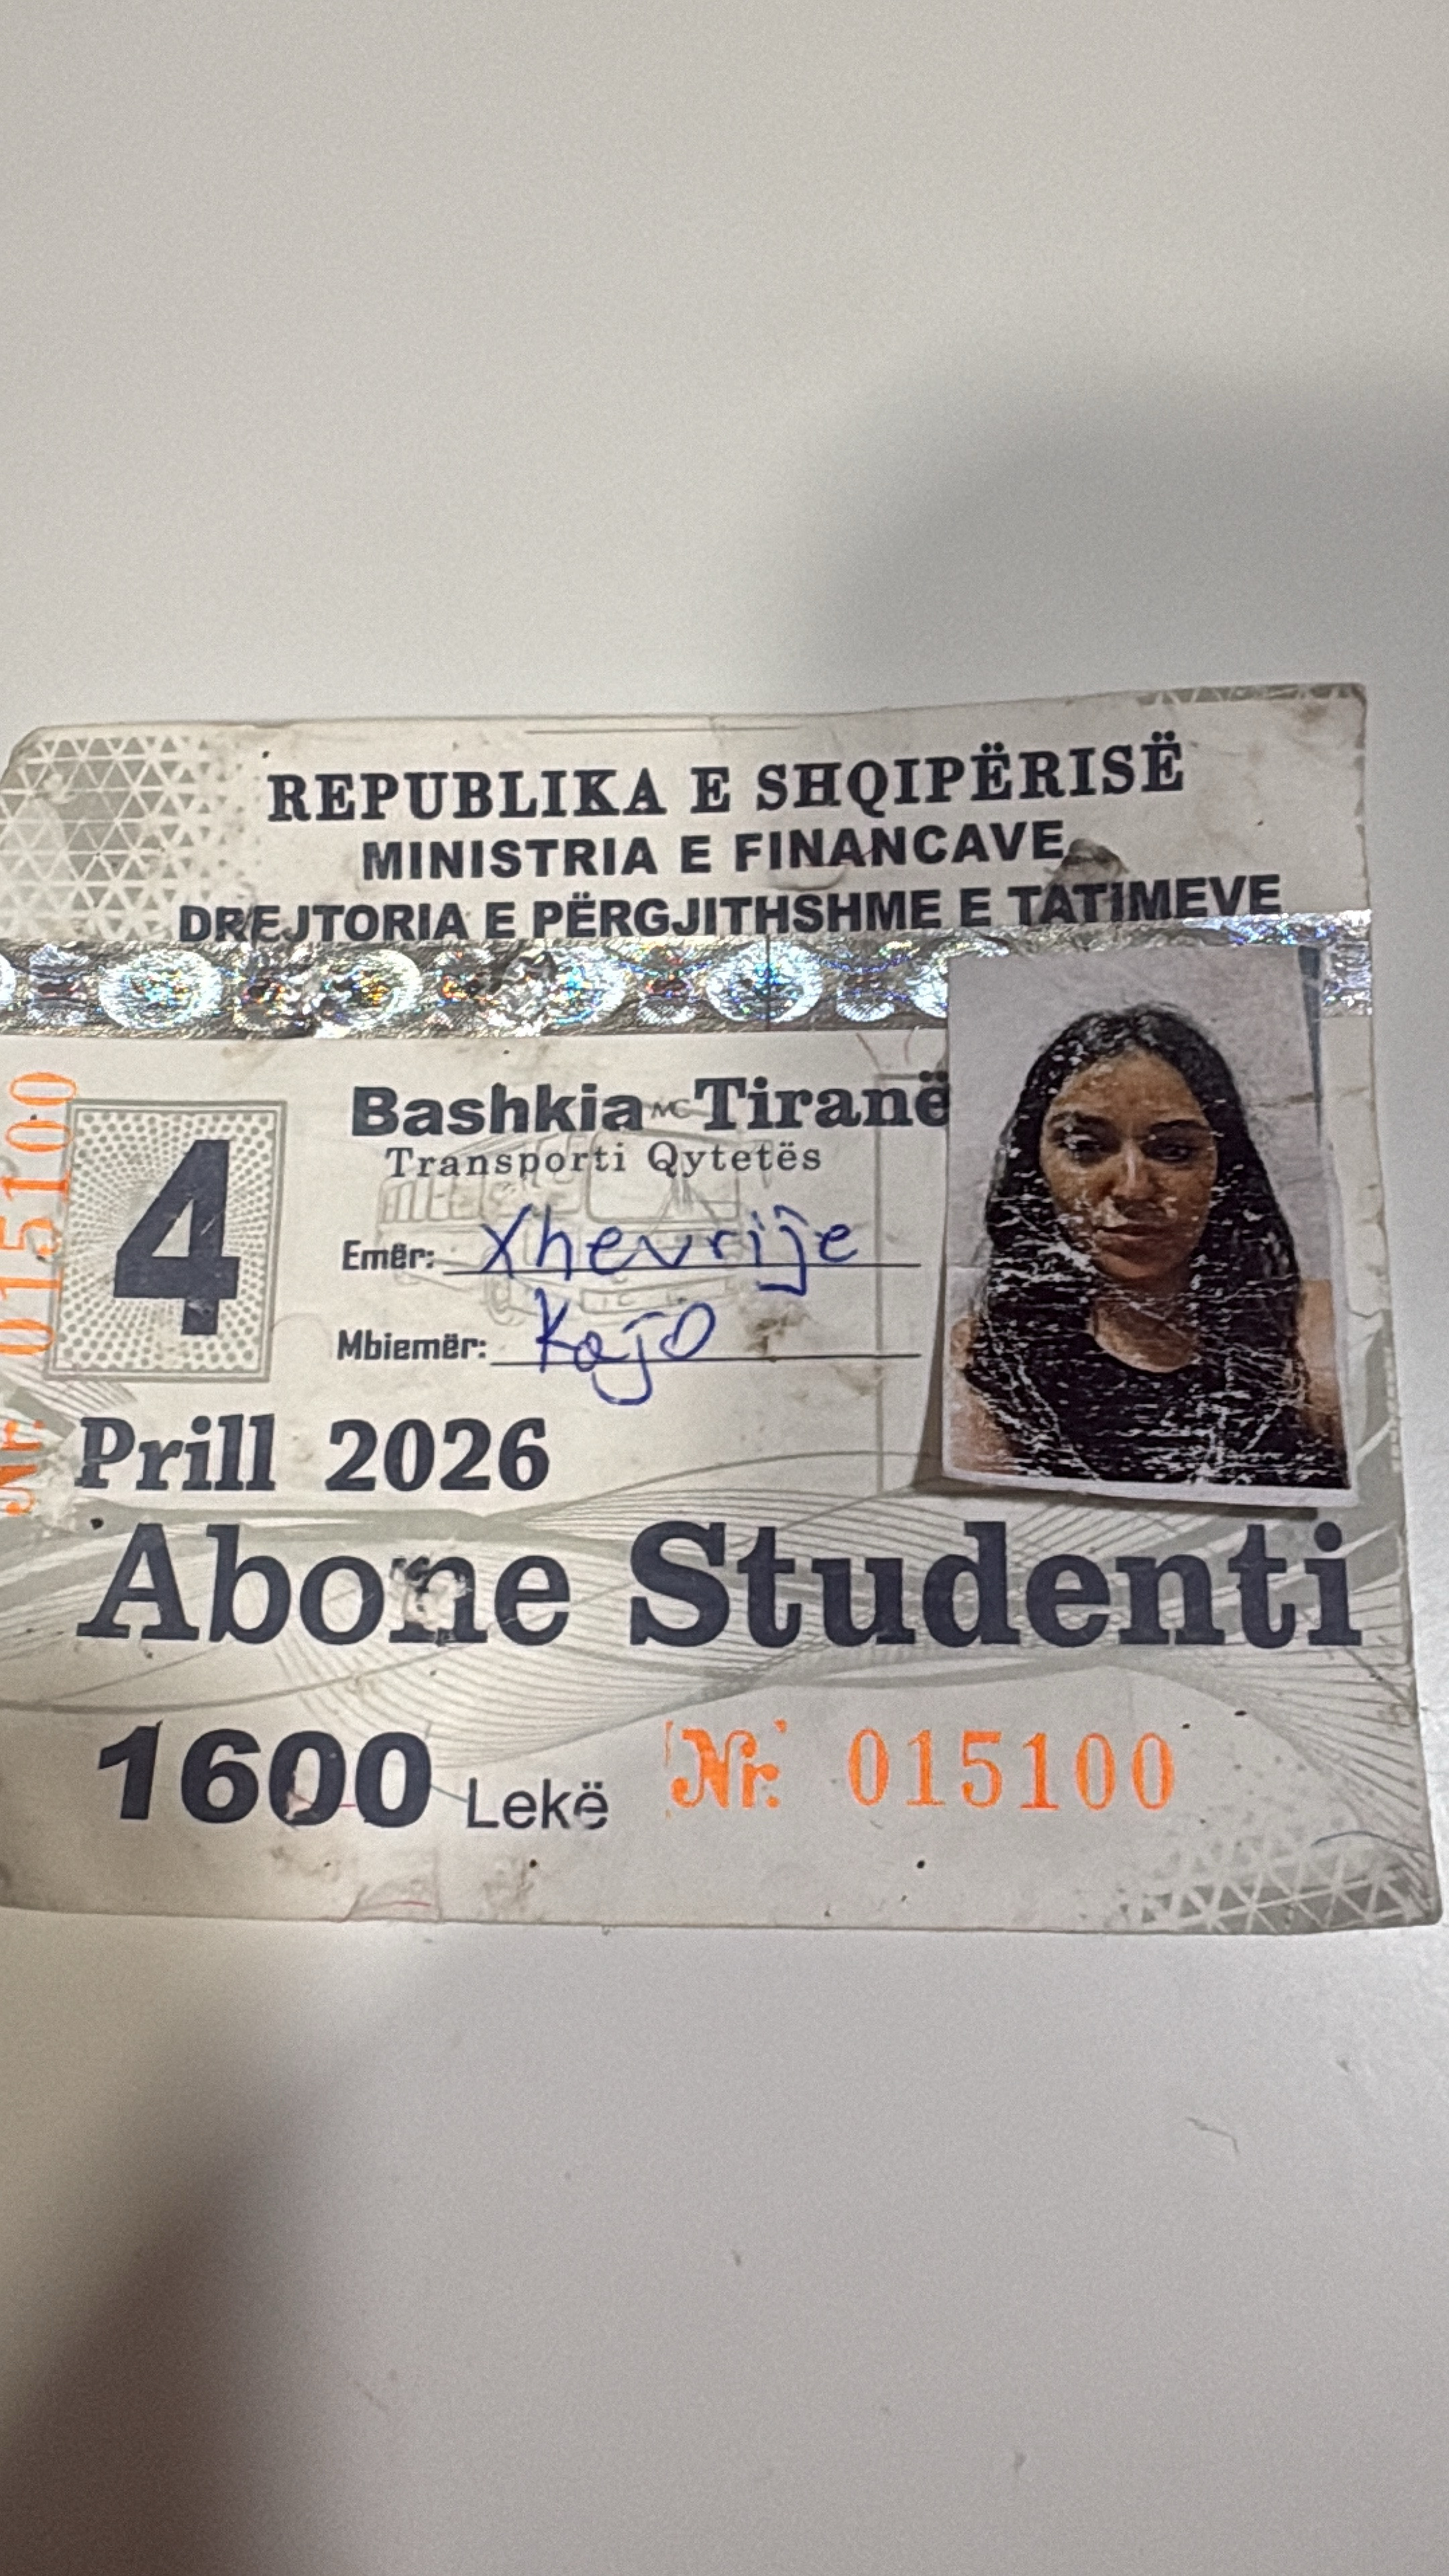 REPUBLIKA E SHQIPËRISË
MINISTRIA E FINANCAVE
DREJTORIA E PËRGJITHSHME E TATIMEVE
Nr. 015100
4
Bashkia Tiranë
Transporti Qytetës
Emër: Xhevrije
Mbiemër: Kajo
Prill 2026
Abone Studenti
1600 Lekë Nr. 015100